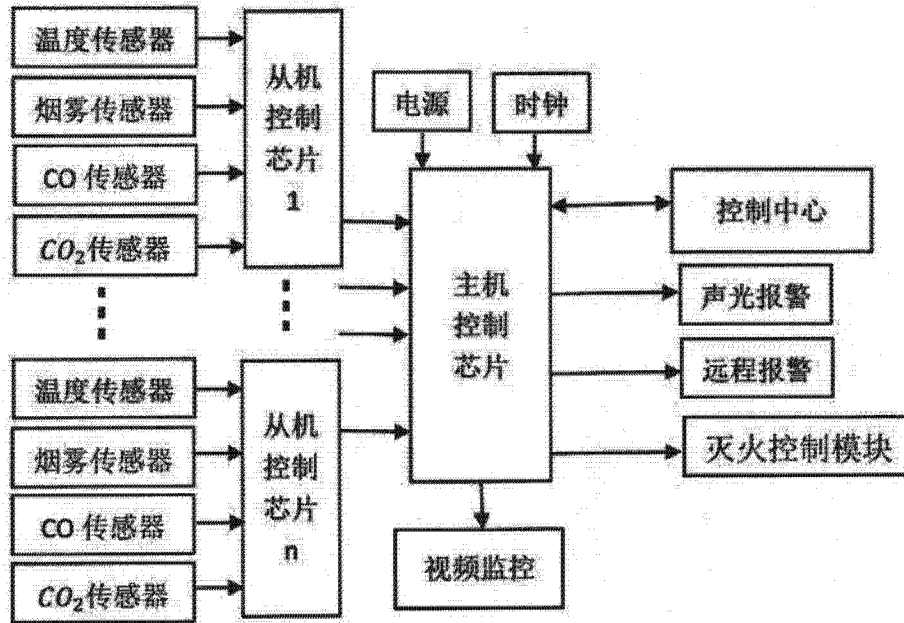 温度传感器
烟雾传感器
CO 传感器
CO₂传感器
从机
控制
芯片
1
温度传感器
烟雾传感器
CO 传感器
CO₂传感器
从机
控制
芯片
n
电源
时钟
主机
控制
芯片
控制中心
声光报警
远程报警
灭火控制模块
视频监控